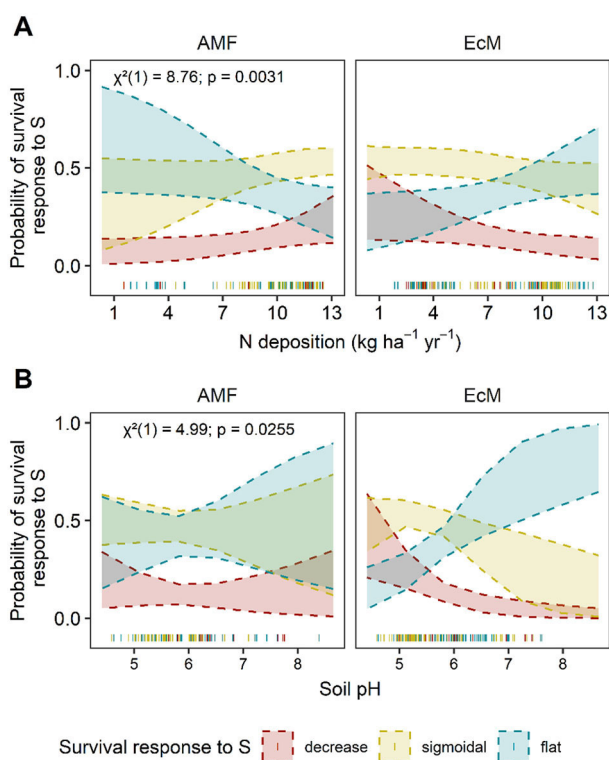 A
AMF
EcM
χ²(1) = 8.76; p = 0.0031
Probability of survival
response to S
1.0
0.5
0.0
1 4 7 10 13 1 4 7 10 13
N deposition (kg ha⁻¹ yr⁻¹)
B
AMF
EcM
χ²(1) = 4.99; p = 0.0255
Probability of survival
response to S
1.0
0.5
0.0
5 6 7 8 5 6 7 8
Soil pH
Survival response to S decrease sigmoidal flat